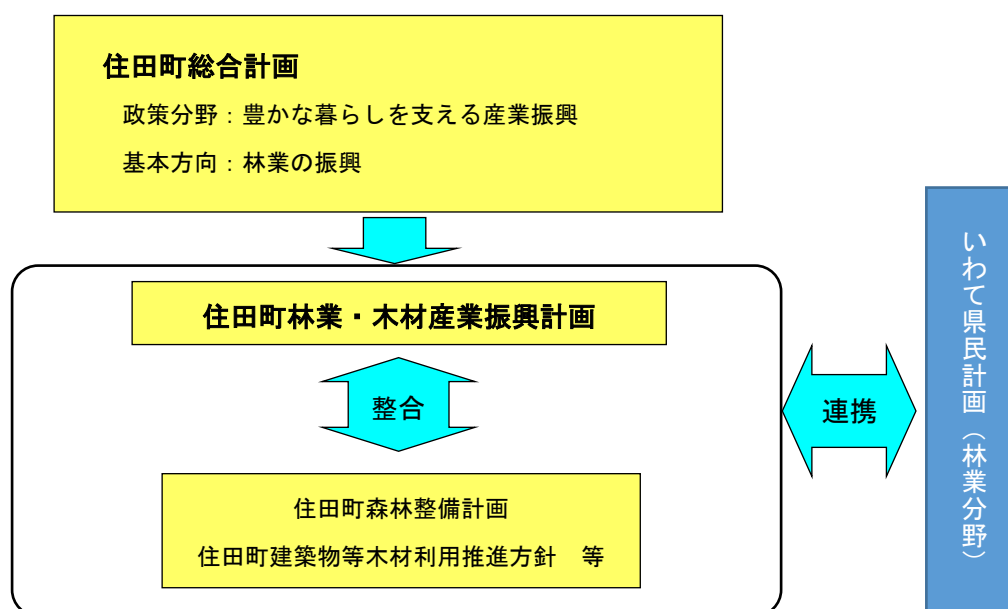 住田町総合計画
政策分野：豊かな暮らしを支える産業振興
基本方向：林業の振興
住田町林業・木材産業振興計画
整合
住田町森林整備計画
住田町建築物等木材利用推進方針　等
連携
いわて県民計画（林業分野）